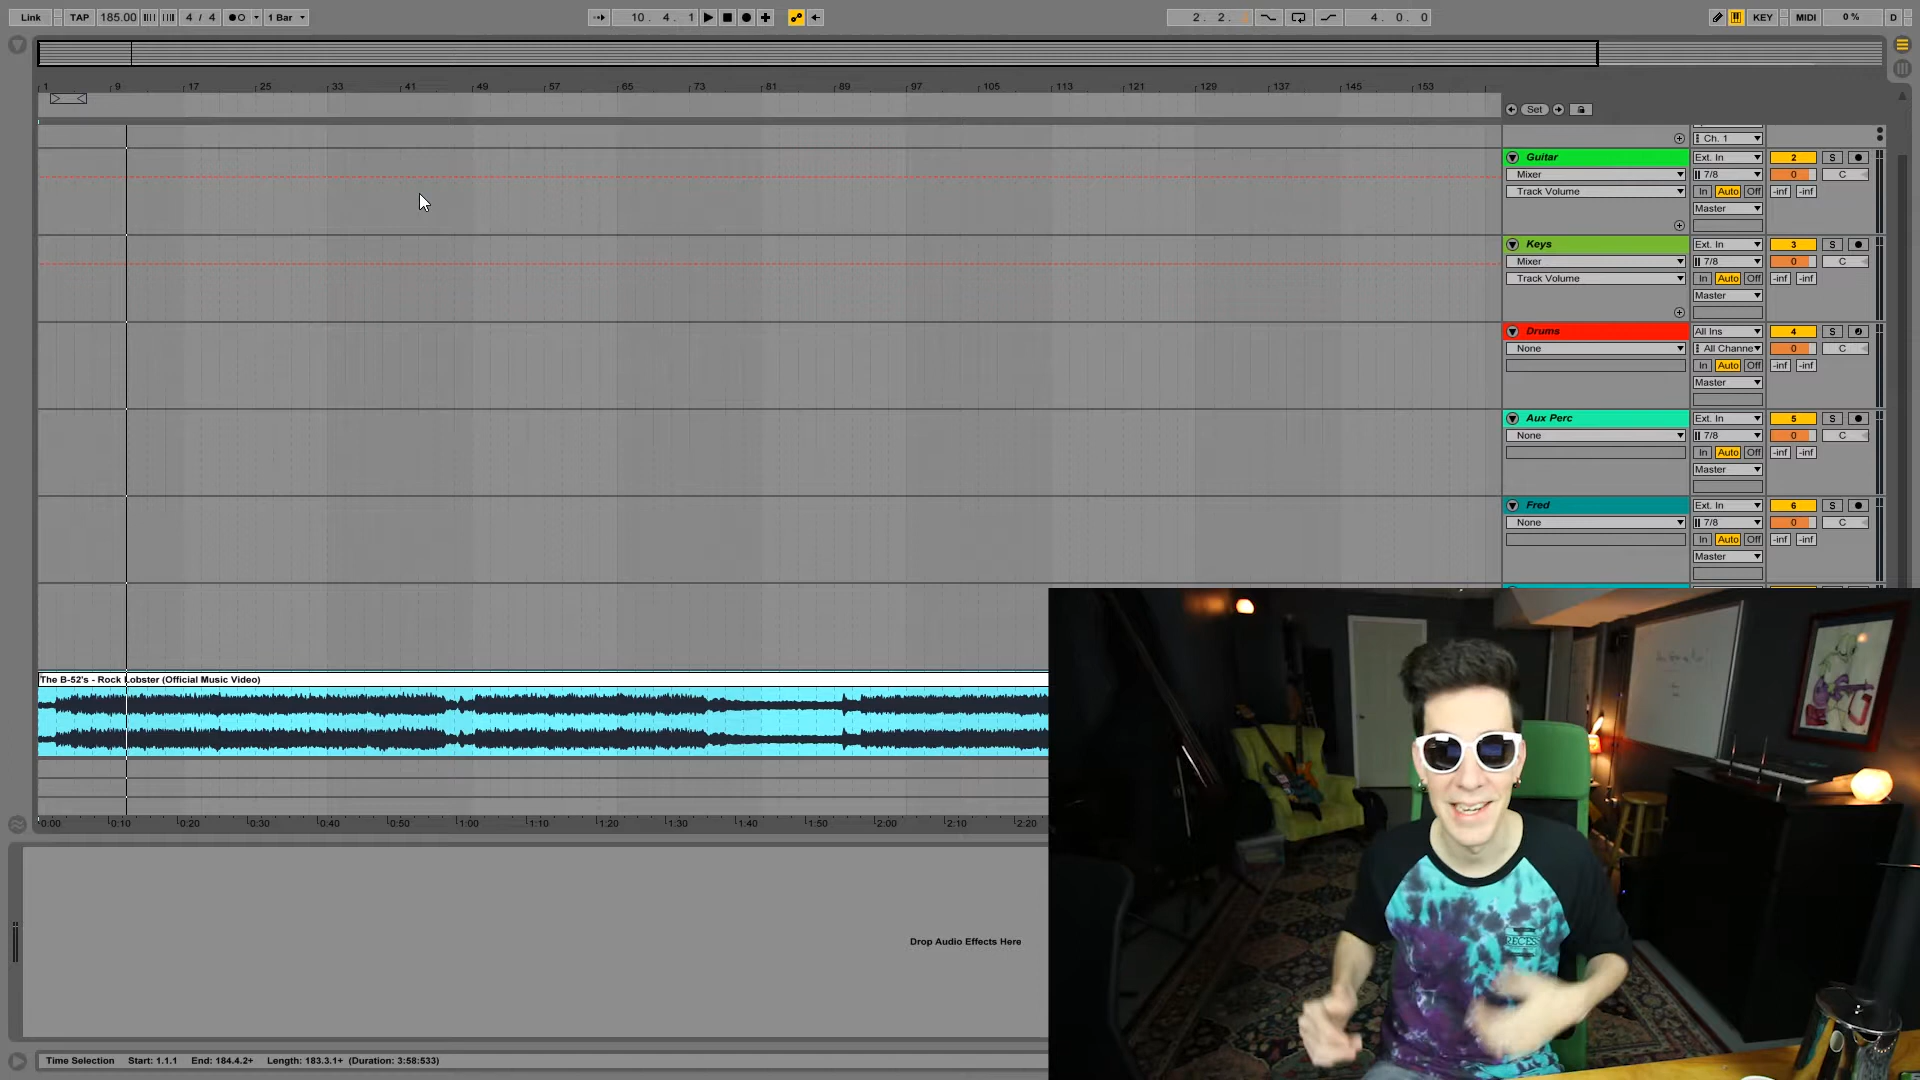 Link TAP 185.00 4 / 4 1 Bar 10 . 4 . 1 2 . 2 . 4 . 0 . 0 KEY MIDI 0 % D
1 9 17 25 33 41 49 57 65 73 81 89 97 105 113 121 129 137 145 153
Set
Ch. 1
Guitar Ext. In 2 S
Mixer 7/8 0 C
Track Volume In Auto Off -inf -inf
Master
Keys Ext. In 3 S
Mixer 7/8 0 C
Track Volume In Auto Off -inf -inf
Master
Drums All Ins 4 S
None All Channe 0 C
In Auto Off -inf -inf
Master
Aux Perc Ext. In 5 S
None 7/8 0 C
In Auto Off -inf -inf
Master
Fred Ext. In 6 S
None 7/8 0 C
In Auto Off -inf -inf
Master
The B-52's - Rock Lobster (Official Music Video)
0:00 0:10 0:20 0:30 0:40 0:50 1:00 1:10 1:20 1:30 1:40 1:50 2:00 2:10 2:20
Drop Audio Effects Here
RECESS
Time Selection Start: 1.1.1 End: 184.4.2+ Length: 183.3.1+ (Duration: 3:58:533)